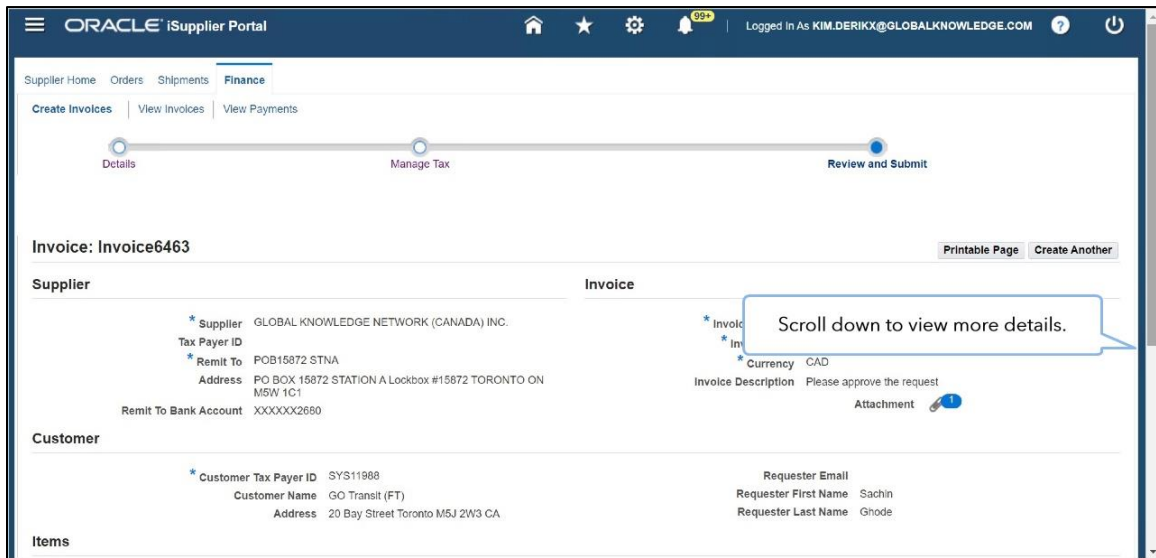 ORACLE iSupplier Portal 99+ Logged In As KIM.DERIKX@GLOBALKNOWLEDGE.COM ?
Supplier Home Orders Shipments Finance
Create Invoices View Invoices View Payments
Details Manage Tax Review and Submit
Invoice: Invoice6463 Printable Page Create Another
Supplier Invoice
* Supplier GLOBAL KNOWLEDGE NETWORK (CANADA) INC.
Tax Payer ID
* Remit To POB15872 STNA
Address PO BOX 15872 STATION A Lockbox #15872 TORONTO ON
M5W 1C1
Remit To Bank Account XXXXXX2680
Scroll down to view more details.
* Currency CAD
Invoice Description Please approve the request
Attachment 1
Customer
* Customer Tax Payer ID SYS11988
Customer Name GO Transit (FT)
Address 20 Bay Street Toronto M5J 2W3 CA
Requester Email
Requester First Name Sachin
Requester Last Name Ghode
Items